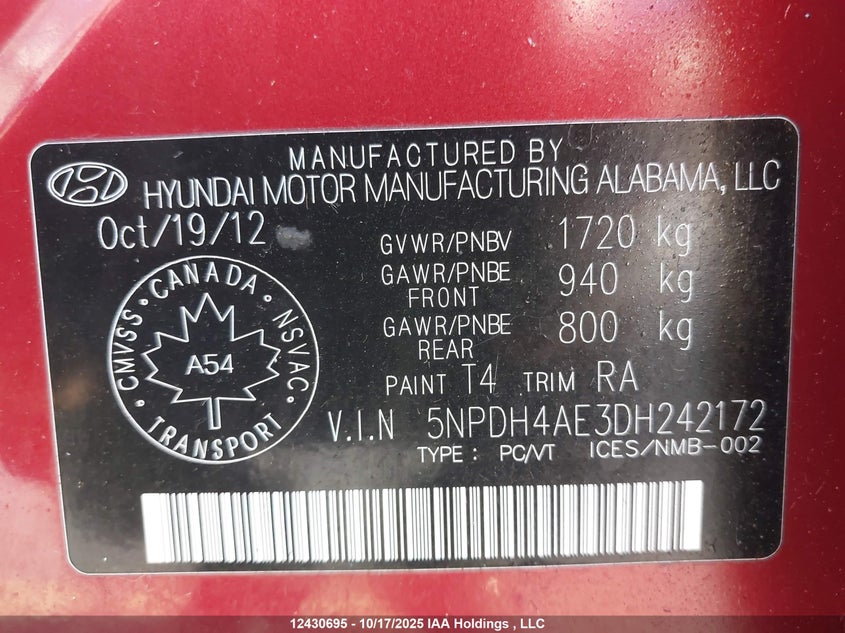 MANUFACTURED BY
HYUNDAI MOTOR MANUFACTURING ALABAMA, LLC
Oct/19/12
GVWR/PNBV 1720 kg
GAWR/PNBE FRONT 940 kg
GAWR/PNBE REAR 800 kg
PAINT T4 TRIM RA
V.I.N 5NPDH4AE3DH242172
TYPE : PC/VT ICES/NMB-002
CMVSS · CANADA · NSVAC · TRANSPORT
A54
12430695 - 10/17/2025 IAA Holdings , LLC